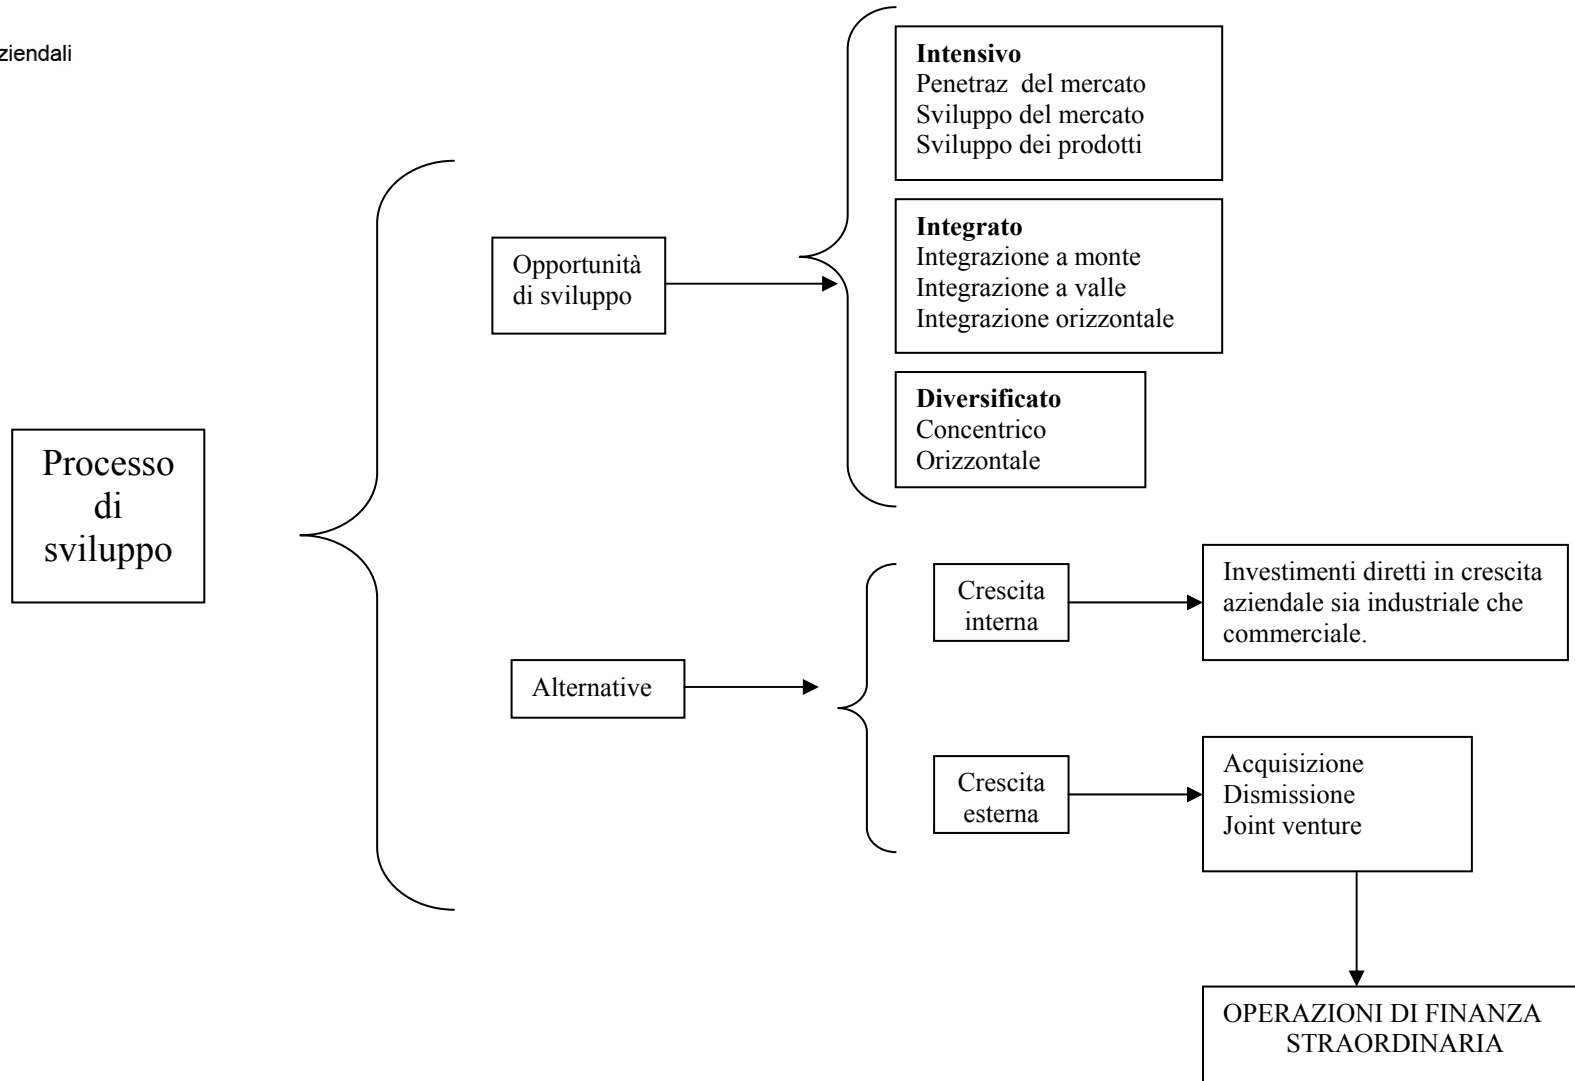 ziendali
Processo
di
sviluppo
Opportunità
di sviluppo
Intensivo
Penetraz  del mercato
Sviluppo del mercato
Sviluppo dei prodotti
Integrato
Integrazione a monte
Integrazione a valle
Integrazione orizzontale
Diversificato
Concentrico
Orizzontale
Alternative
Crescita
interna
Investimenti diretti in crescita
aziendale sia industriale che
commerciale.
Crescita
esterna
Acquisizione
Dismissione
Joint venture
OPERAZIONI DI FINANZA
STRAORDINARIA